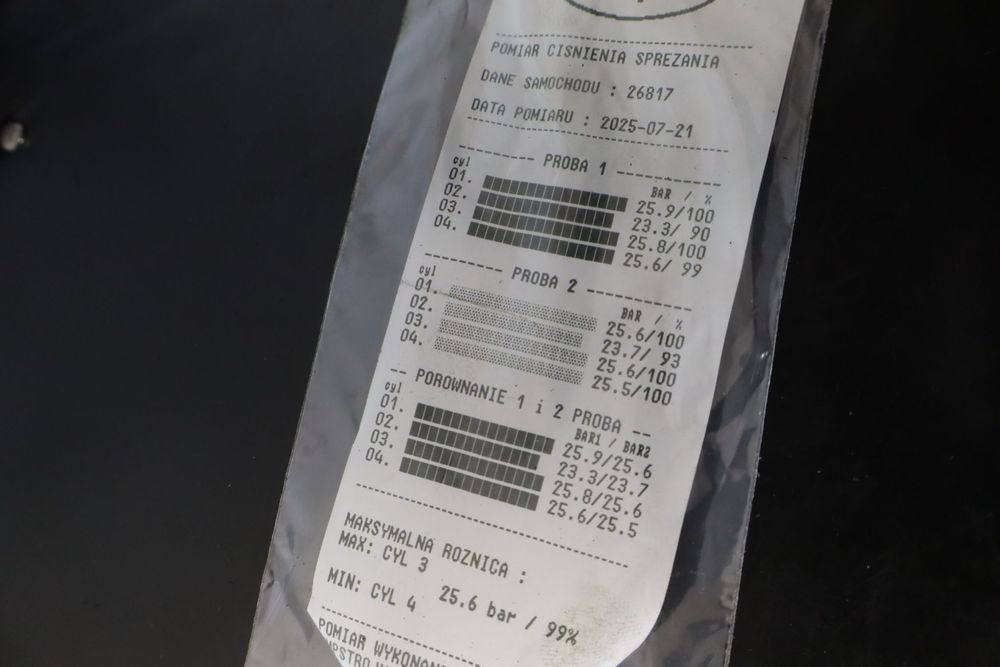 POMIAR CISNIENIA SPREZANIA
DANE SAMOCHODU : 26817
DATA POMIARU : 2025-07-21
PROBA 1
cyl BAR / %
01. 25.9/100
02. 23.3/ 90
03. 25.8/100
04. 25.6/ 99
PROBA 2
cyl BAR / %
01. 25.6/100
02. 23.7/ 93
03. 25.6/100
04. 25.5/100
-- POROWNANIE 1 i 2 PROBA --
cyl BAR1 / BAR2
01. 25.9/25.6
02. 23.3/23.7
03. 25.8/25.6
04. 25.6/25.5
MAKSYMALNA ROZNICA :
MAX: CYL 3
MIN: CYL 4 25.6 bar / 99%
POMIAR